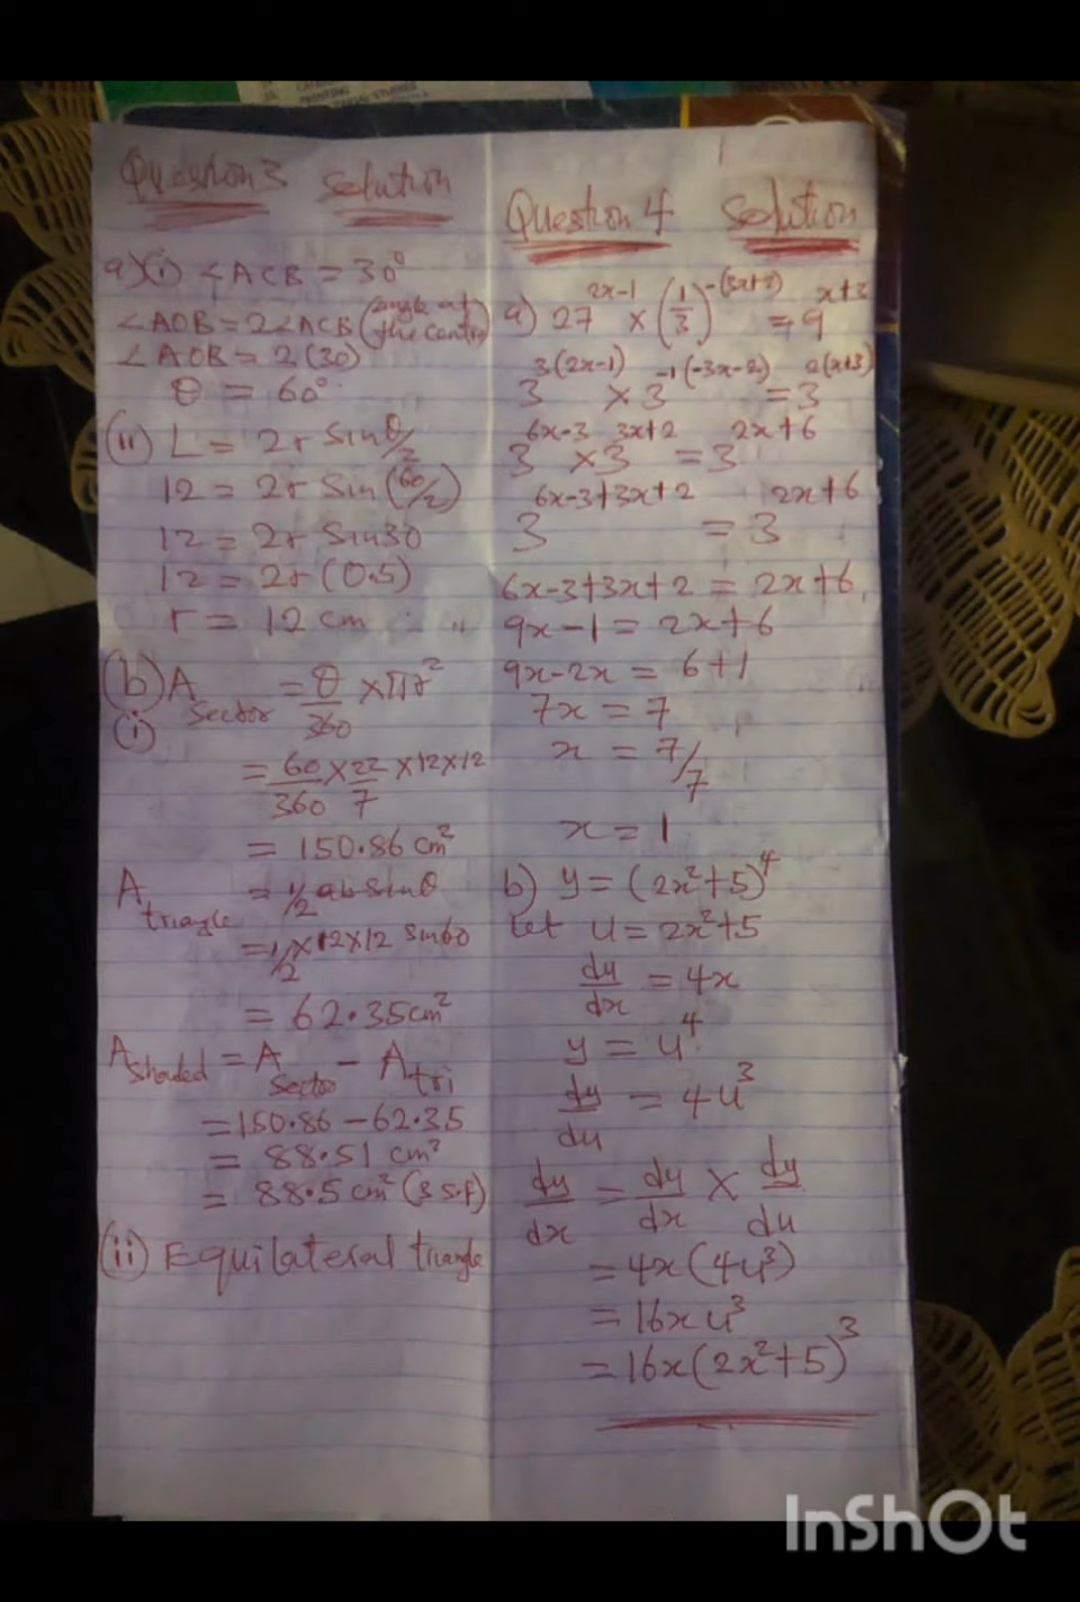 PRINTING
Question 3 Solution
a)(i) ∠ACB = 30°
∠AOB = 2∠ACB (angle at the centre)
∠AOB = 2(30)
θ = 60°
(ii) L = 2r Sin θ/2
12 = 2r Sin (60/2)
12 = 2r Sin30
12 = 2r (0.5)
r = 12 cm
(b) A Sector = θ/360 × πr²
(i)
= 60/360 × 22/7 × 12×12
= 150.86 cm²
A triangle = ½ ab Sinθ
= ½ × 12×12 Sin60
= 62.35cm²
A shaded = A Sector − A tri
= 150.86 − 62.35
= 88.51 cm²
= 88.5 cm² (3 s.f)
(ii) Equilateral triangle
Question 4 Solution
a) 27^(2x-1) × (1/3)^-(3x+2) = 9^(x+3)
3^3(2x-1) × 3^-1(-3x-2) = 3^2(x+3)
3^(6x-3) × 3^(3x+2) = 3^(2x+6)
3^(6x-3+3x+2) = 3^(2x+6)
6x-3+3x+2 = 2x+6
9x-1 = 2x+6
9x-2x = 6+1
7x = 7
x = 7/7
x = 1
b) y = (2x²+5)⁴
Let u = 2x²+5
du/dx = 4x
y = u⁴
dy/du = 4u³
dy/dx = du/dx × dy/du
= 4x(4u³)
= 16xu³
= 16x(2x²+5)³
InShOt